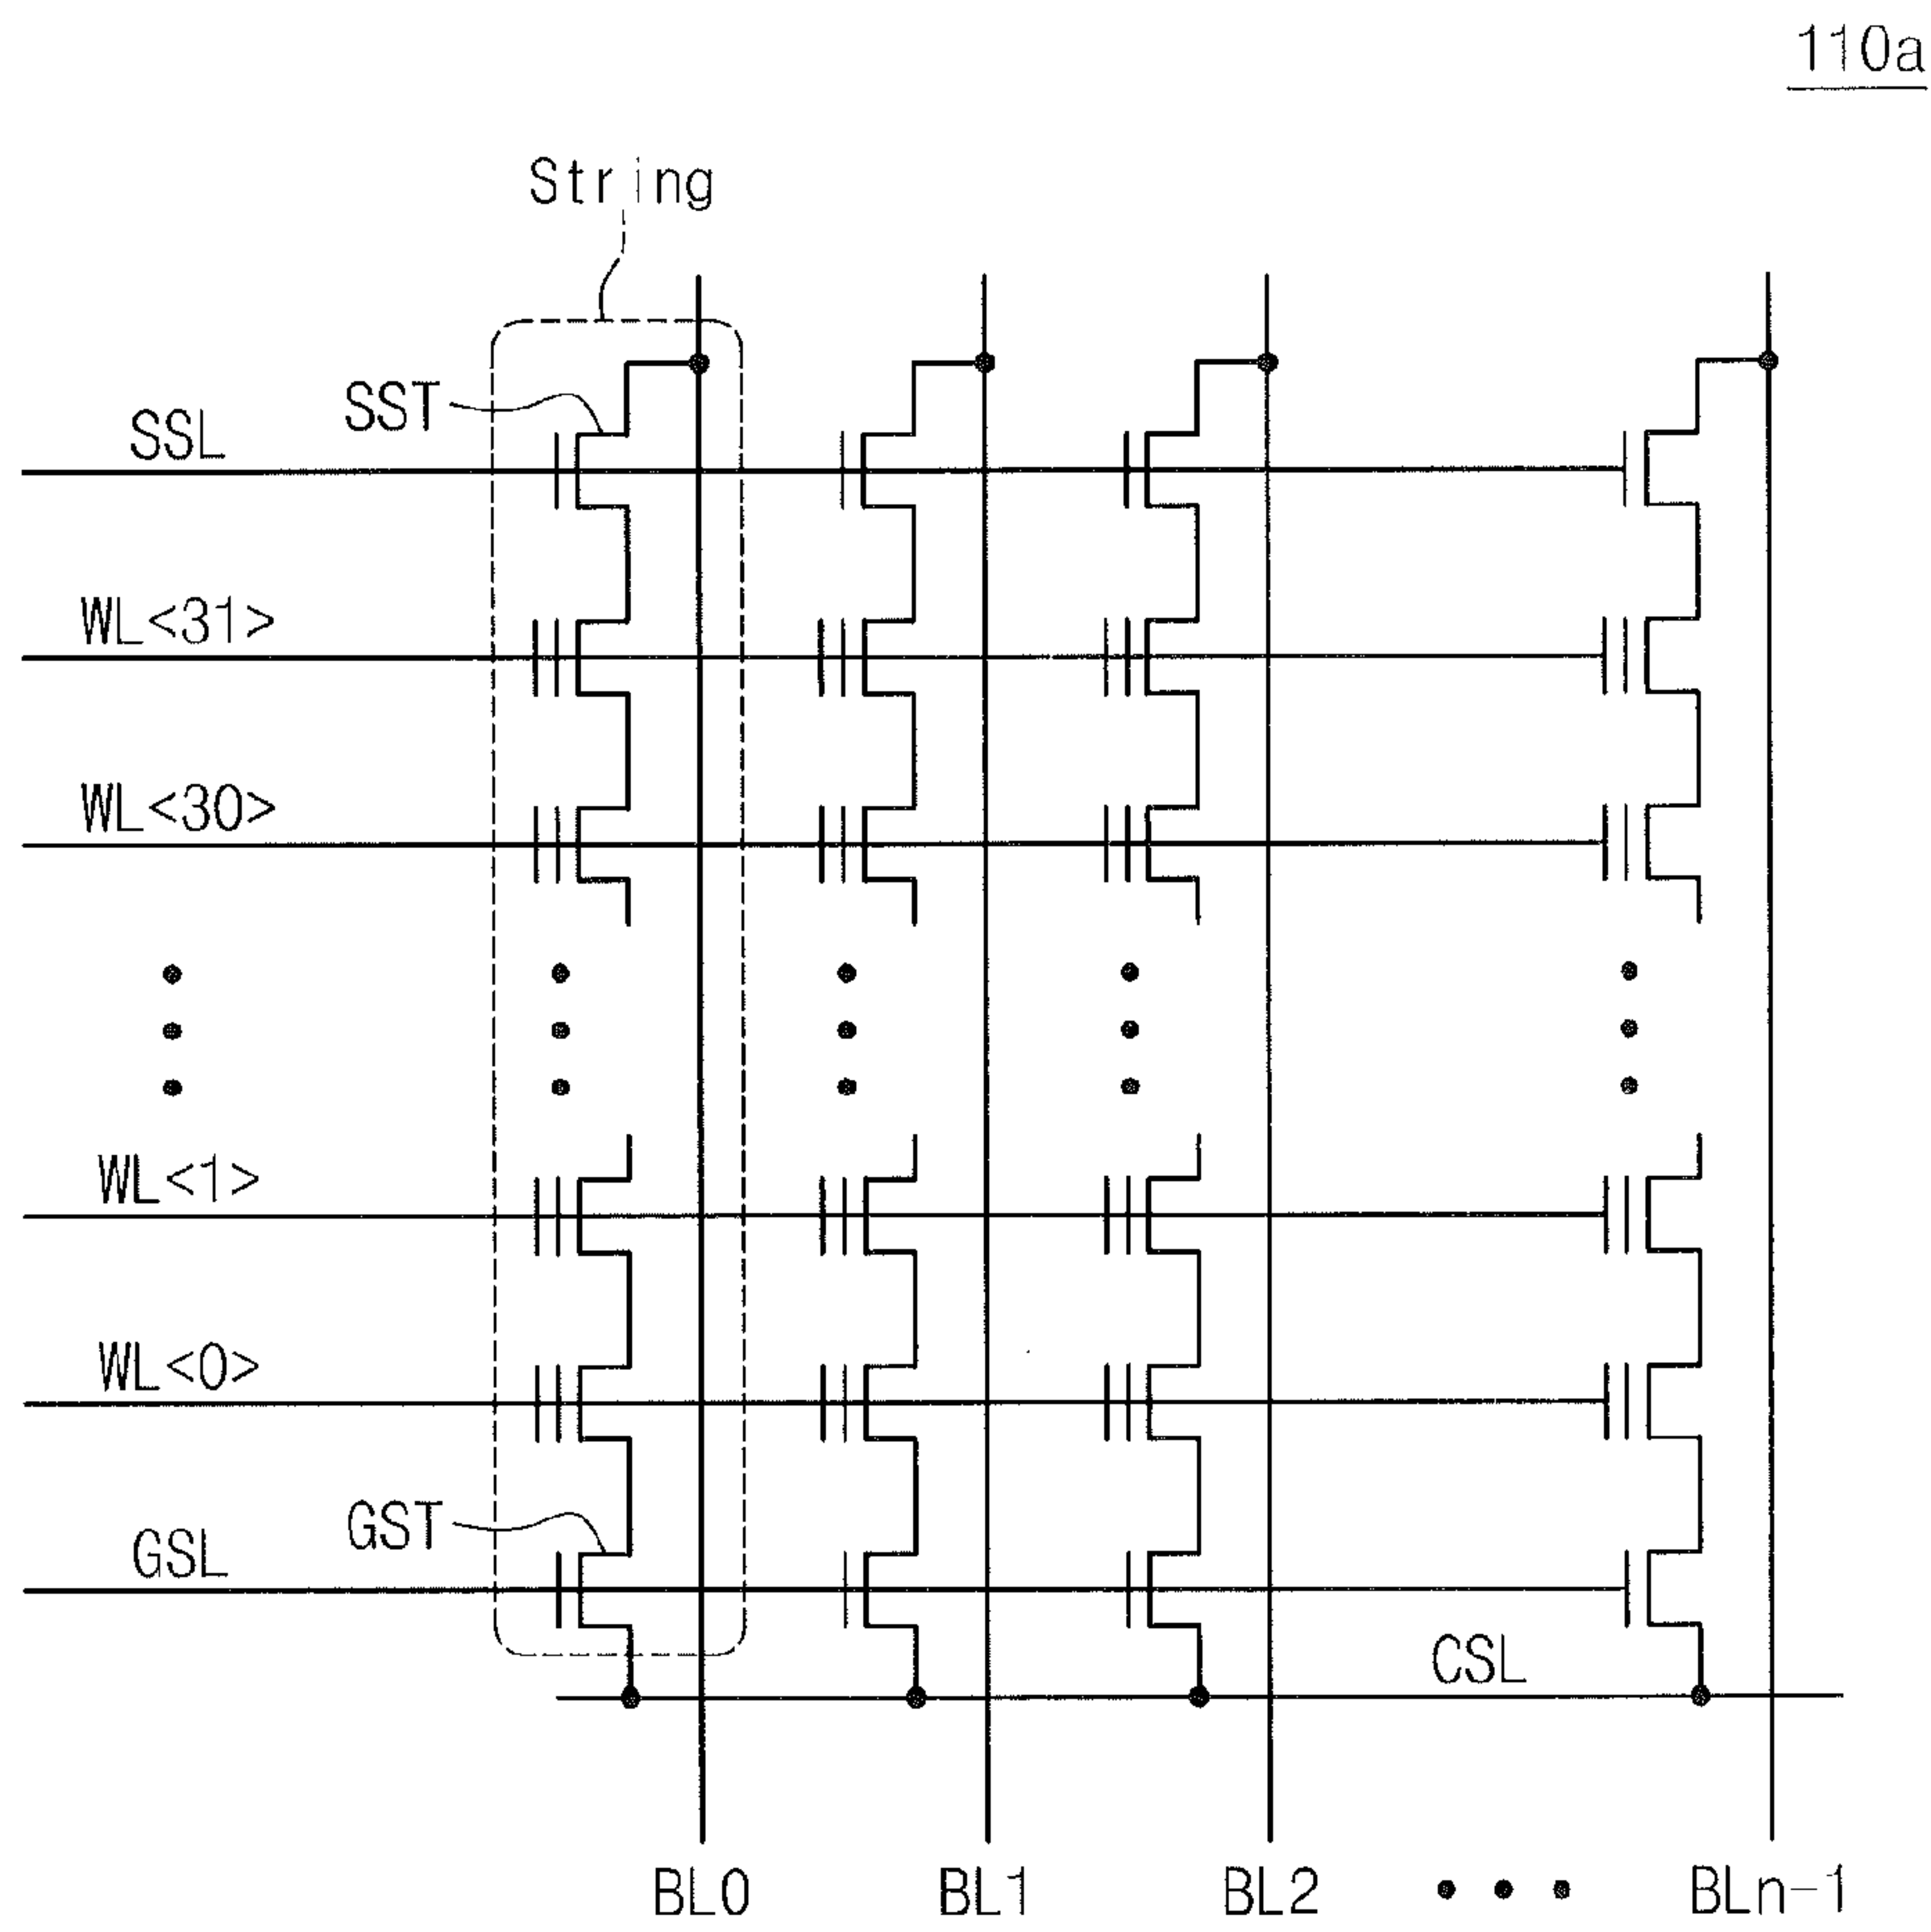 110a
String
SST
SSL
WL<31>
WL<30>
WL<1>
WL<0>
GST
GSL
CSL
BL0 BL1 BL2 BLn-1